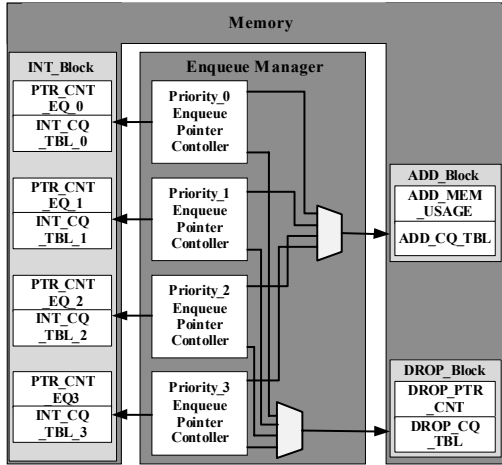 Memory
INT_Block
PTR_CNT
_EQ_0
INT_CQ
_TBL_0
PTR_CNT
_EQ_1
INT_CQ
_TBL_1
PTR_CNT
_EQ_2
INT_CQ
_TBL_2
PTR_CNT
_EQ3
INT_CQ
_TBL_3
Enqueue Manager
Priority_0
Enqueue
Pointer
Contoller
Priority_1
Enqueue
Pointer
Contoller
Priority_2
Enqueue
Pointer
Contoller
Priority_3
Enqueue
Pointer
Contoller
ADD_Block
ADD_MEM
_USAGE
ADD_CQ_TBL
DROP_Block
DROP_PTR
_CNT
DROP_CQ
_TBL